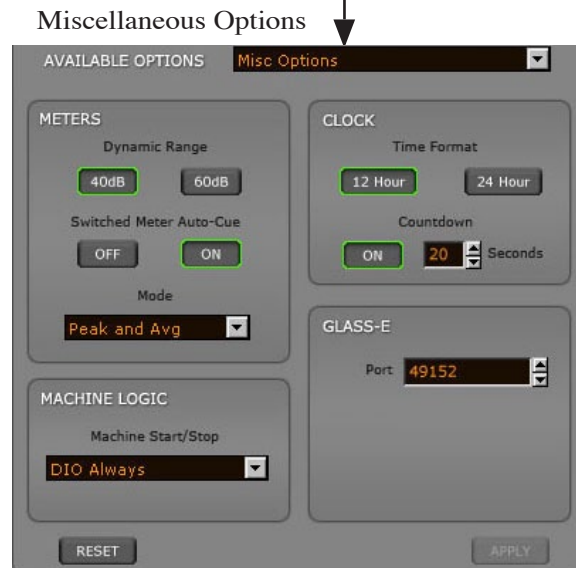 Miscellaneous Options
AVAILABLE OPTIONS Misc Options
METERS
Dynamic Range
40dB 60dB
Switched Meter Auto-Cue
OFF ON
Mode
Peak and Avg
MACHINE LOGIC
Machine Start/Stop
DIO Always
CLOCK
Time Format
12 Hour 24 Hour
Countdown
ON 20 Seconds
GLASS-E
Port 49152
RESET APPLY